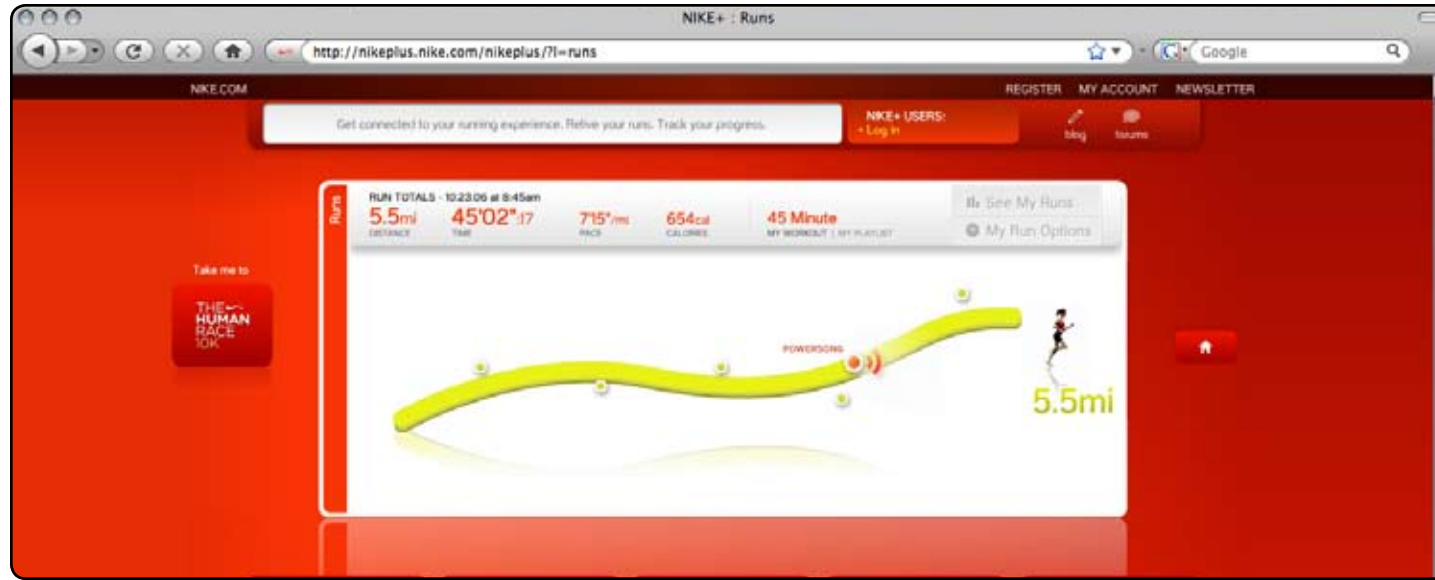 NIKE+ : Runs
http://nikeplus.nike.com/nikeplus/?l=runs
Google
NIKE.COM
REGISTER MY ACCOUNT NEWSLETTER
Get connected to your running experience. Relive your runs. Track your progress.
NIKE+ USERS:
Log in
blog forums
Runs
RUN TOTALS - 10.23.06 at 8:45am
5.5mi 45'02":17 7'15"/mi 654cal 45 Minute
DISTANCE TIME PACE CALORIES MY WORKOUT | MY PLAYLIST
See My Runs
My Run Options
Take me to
THE
HUMAN
RACE
10K
POWERSONG
5.5mi